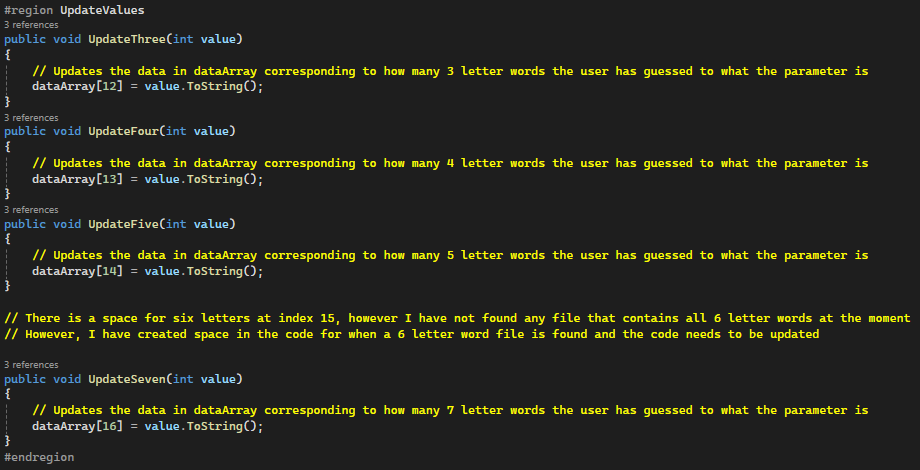 #region UpdateValues
3 references
public void UpdateThree(int value)
{
// Updates the data in dataArray corresponding to how many 3 letter words the user has guessed to what the parameter is
dataArray[12] = value.ToString();
}
3 references
public void UpdateFour(int value)
{
// Updates the data in dataArray corresponding to how many 4 letter words the user has guessed to what the parameter is
dataArray[13] = value.ToString();
}
3 references
public void UpdateFive(int value)
{
// Updates the data in dataArray corresponding to how many 5 letter words the user has guessed to what the parameter is
dataArray[14] = value.ToString();
}
// There is a space for six letters at index 15, however I have not found any file that contains all 6 letter words at the moment
// However, I have created space in the code for when a 6 letter word file is found and the code needs to be updated
3 references
public void UpdateSeven(int value)
{
// Updates the data in dataArray corresponding to how many 7 letter words the user has guessed to what the parameter is
dataArray[16] = value.ToString();
}
#endregion